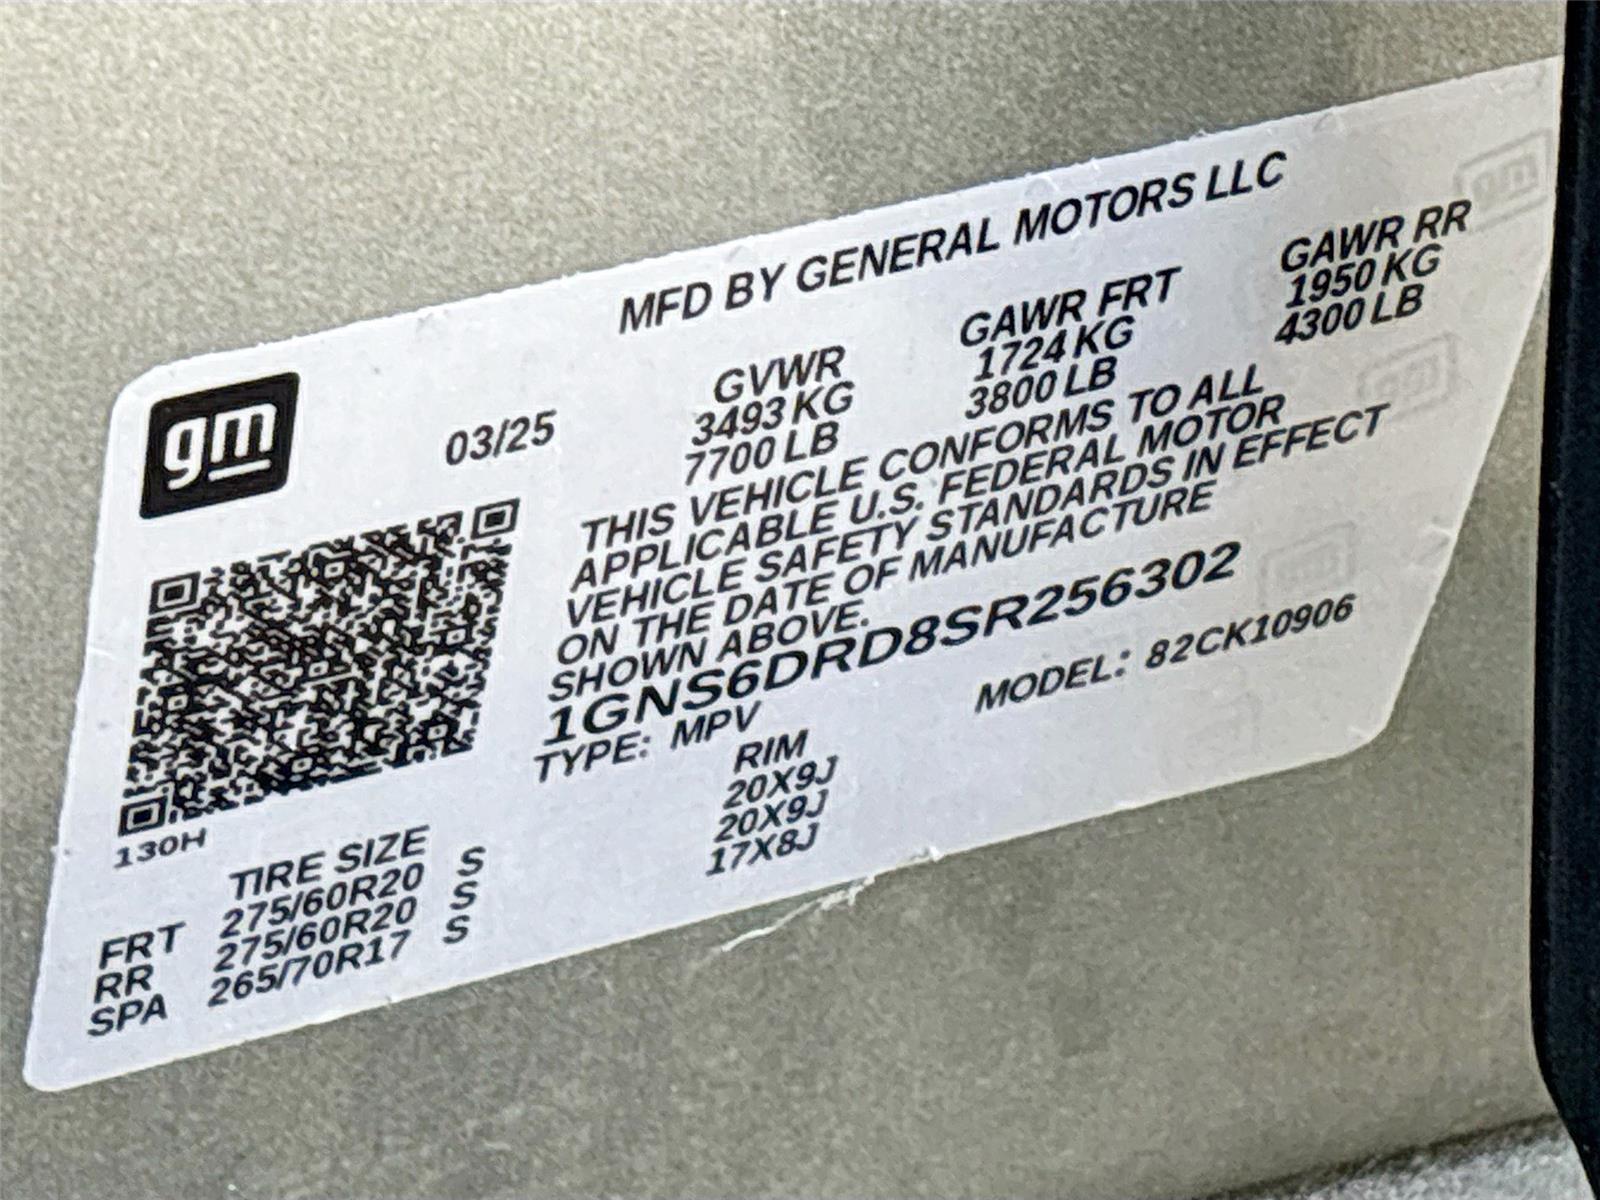 gm
MFD BY GENERAL MOTORS LLC
03/25
GVWR GAWR FRT GAWR RR
3493 KG 1724 KG 1950 KG
7700 LB 3800 LB 4300 LB
THIS VEHICLE CONFORMS TO ALL
APPLICABLE U.S. FEDERAL MOTOR
VEHICLE SAFETY STANDARDS IN EFFECT
ON THE DATE OF MANUFACTURE
SHOWN ABOVE.
1GNS6DRD8SR256302
TYPE: MPV MODEL: 82CK10906
130H
TIRE SIZE RIM
FRT 275/60R20 S 20X9J
RR 275/60R20 S 20X9J
SPA 265/70R17 S 17X8J